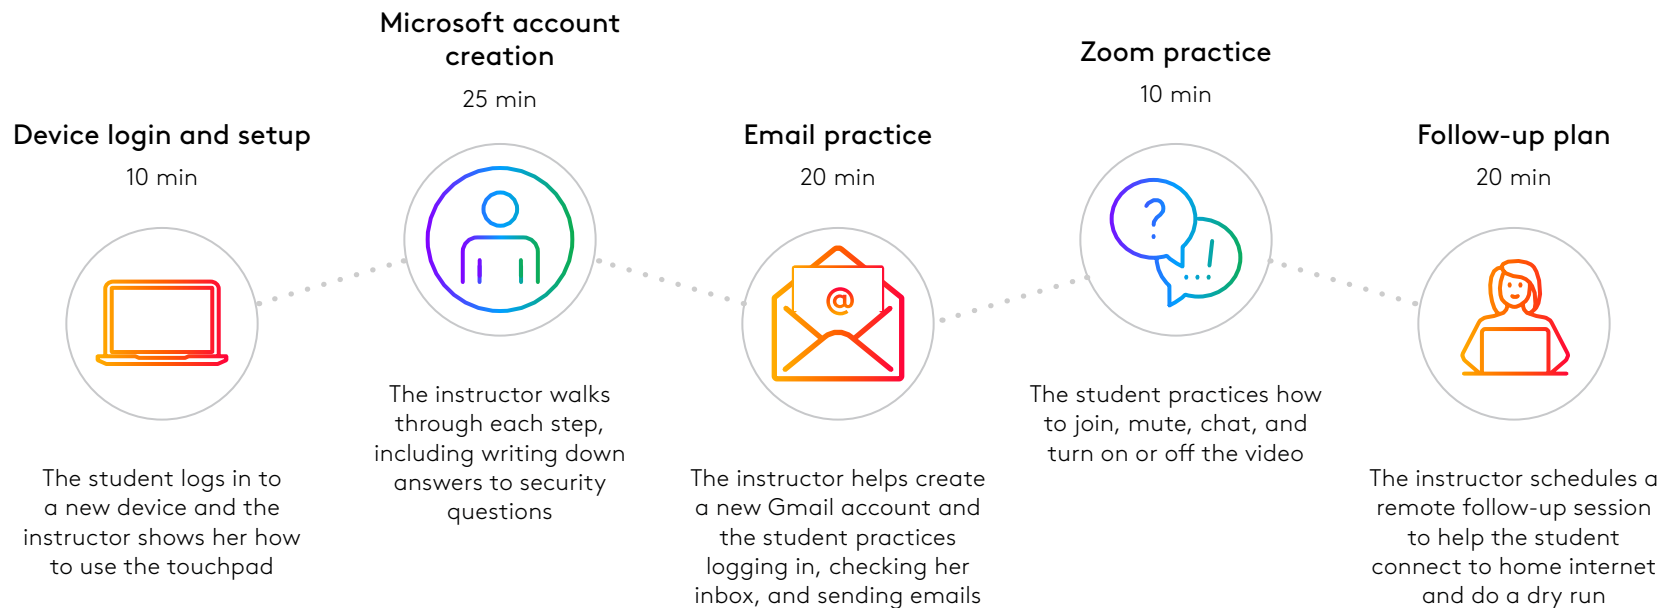 Device login and setup
10 min
The student logs in to
a new device and the
instructor shows her how
to use the touchpad
Microsoft account
creation
25 min
The instructor walks
through each step,
including writing down
answers to security
questions
Email practice
20 min
@
The instructor helps create
a new Gmail account and
the student practices
logging in, checking her
inbox, and sending emails
Zoom practice
10 min
?
...!
The student practices how
to join, mute, chat, and
turn on or off the video
Follow-up plan
20 min
The instructor schedules a
remote follow-up session
to help the student
connect to home internet
and do a dry run